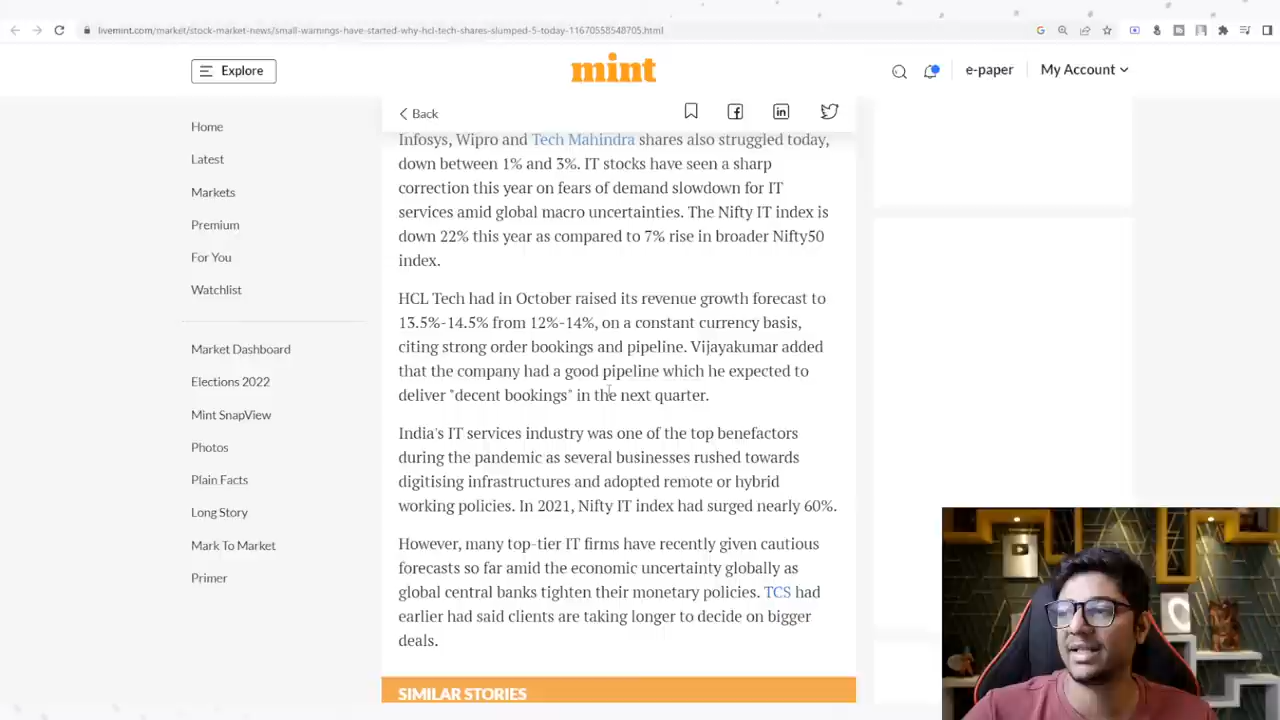 livemint.com/market/stock-market-news/small-warnings-have-started-why-hcl-tech-shares-slumped-5-today-11670558548705.html
Explore
mint
e-paper
My Account
Back
Home
Latest
Markets
Premium
For You
Watchlist
Market Dashboard
Elections 2022
Mint SnapView
Photos
Plain Facts
Long Story
Mark To Market
Primer
Infosys, Wipro and Tech Mahindra shares also struggled today,
down between 1% and 3%. IT stocks have seen a sharp
correction this year on fears of demand slowdown for IT
services amid global macro uncertainties. The Nifty IT index is
down 22% this year as compared to 7% rise in broader Nifty50
index.
HCL Tech had in October raised its revenue growth forecast to
13.5%-14.5% from 12%-14%, on a constant currency basis,
citing strong order bookings and pipeline. Vijayakumar added
that the company had a good pipeline which he expected to
deliver "decent bookings" in the next quarter.
India's IT services industry was one of the top benefactors
during the pandemic as several businesses rushed towards
digitising infrastructures and adopted remote or hybrid
working policies. In 2021, Nifty IT index had surged nearly 60%.
However, many top-tier IT firms have recently given cautious
forecasts so far amid the economic uncertainty globally as
global central banks tighten their monetary policies. TCS had
earlier had said clients are taking longer to decide on bigger
deals.
SIMILAR STORIES